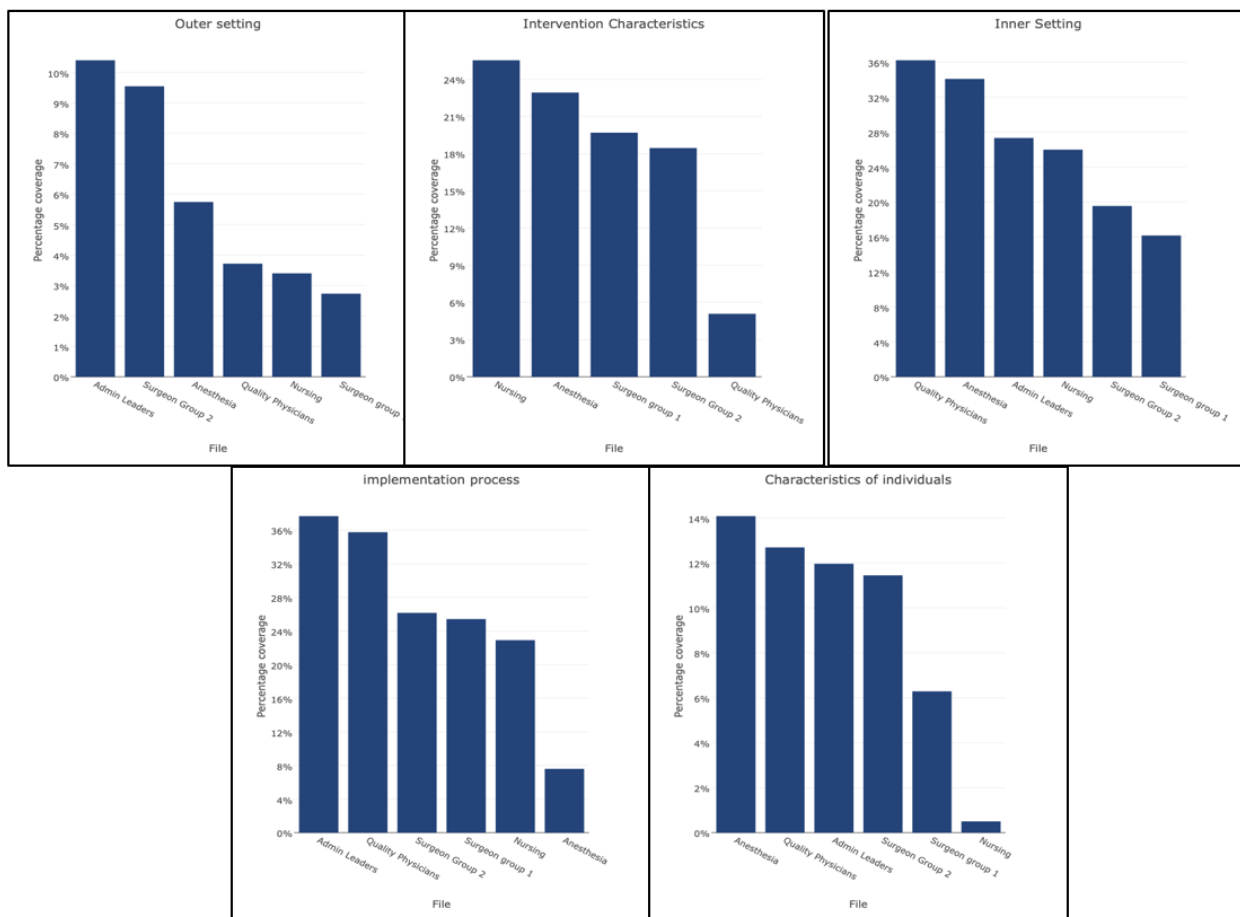 Outer setting
Percentage coverage
10%
9%
8%
7%
6%
5%
4%
3%
2%
1%
0%
Admin Leaders
Surgeon Group 2
Anesthesia
Quality Physicians
Nursing
Surgeon group
File
Intervention Characteristics
Percentage coverage
24%
21%
18%
15%
12%
9%
6%
3%
0%
Nursing
Anesthesia
Surgeon group 1
Surgeon Group 2
Quality Physicians
File
Inner Setting
Percentage coverage
36%
32%
28%
24%
20%
16%
12%
8%
4%
0%
Quality Physicians
Anesthesia
Admin Leaders
Nursing
Surgeon Group 2
Surgeon group 1
File
implementation process
Percentage coverage
36%
32%
28%
24%
20%
16%
12%
8%
4%
0%
Admin Leaders
Quality Physicians
Surgeon Group 2
Surgeon group 1
Nursing
Anesthesia
File
Characteristics of individuals
Percentage coverage
14%
12%
10%
8%
6%
4%
2%
0%
Anesthesia
Quality Physicians
Admin Leaders
Surgeon Group 2
Surgeon group 1
Nursing
File